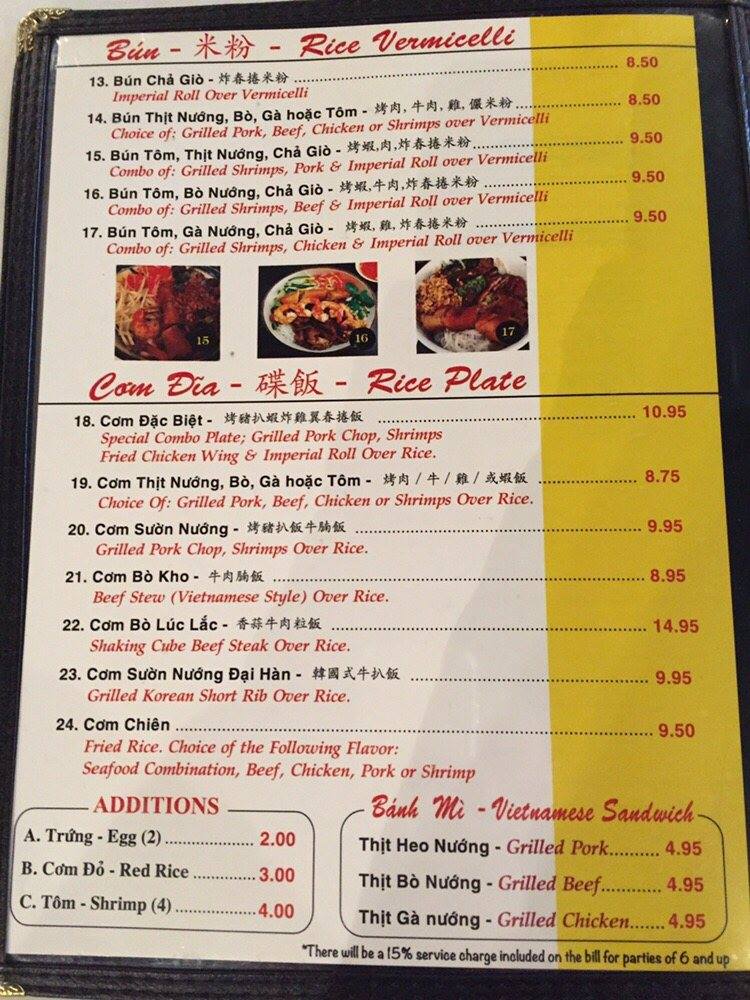 Bún - 米粉 - Rice Vermicelli
13. Bún Chả Giò - 炸春捲米粉 ........ 8.50
Imperial Roll Over Vermicelli
14. Bún Thịt Nướng, Bò, Gà hoặc Tôm - 烤肉, 牛肉, 雞, 儼米粉 ........ 8.50
Choice of: Grilled Pork, Beef, Chicken or Shrimps over Vermicelli
15. Bún Tôm, Thịt Nướng, Chả Giò - 烤蝦,肉,炸春捲米粉 ........ 9.50
Combo of: Grilled Shrimps, Pork & Imperial Roll over Vermicelli
16. Bún Tôm, Bò Nướng, Chả Giò - 烤蝦,牛肉,炸春捲米粉 ........ 9.50
Combo of: Grilled Shrimps, Beef & Imperial Roll over Vermicelli
17. Bún Tôm, Gà Nướng, Chả Giò - 烤蝦, 雞, 炸春捲米粉 ........ 9.50
Combo of: Grilled Shrimps, Chicken & Imperial Roll over Vermicelli
15 16 17
Cơm Đĩa - 碟飯 - Rice Plate
18. Cơm Đặc Biệt - 烤豬扒蝦炸雞翼春捲飯 ........ 10.95
Special Combo Plate; Grilled Pork Chop, Shrimps
Fried Chicken Wing & Imperial Roll Over Rice.
19. Cơm Thịt Nướng, Bò, Gà hoặc Tôm - 烤肉 / 牛 / 雞 / 或蝦飯 ........ 8.75
Choice Of: Grilled Pork, Beef, Chicken or Shrimps Over Rice.
20. Cơm Sườn Nướng - 烤豬扒飯牛腩飯 ........ 9.95
Grilled Pork Chop, Shrimps Over Rice.
21. Cơm Bò Kho - 牛肉腩飯 ........ 8.95
Beef Stew (Vietnamese Style) Over Rice.
22. Cơm Bò Lúc Lắc - 香蒜牛肉粒飯 ........ 14.95
Shaking Cube Beef Steak Over Rice.
23. Cơm Sườn Nướng Đại Hàn - 韓國式牛扒飯 ........ 9.95
Grilled Korean Short Rib Over Rice.
24. Cơm Chiên ........ 9.50
Fried Rice. Choice of the Following Flavor:
Seafood Combination, Beef, Chicken, Pork or Shrimp
ADDITIONS
A. Trứng - Egg (2) ........ 2.00
B. Cơm Đỏ - Red Rice ........ 3.00
C. Tôm - Shrimp (4) ........ 4.00
Bánh Mì - Vietnamese Sandwich
Thịt Heo Nướng - Grilled Pork........ 4.95
Thịt Bò Nướng - Grilled Beef........ 4.95
Thịt Gà nướng - Grilled Chicken....... 4.95
*There will be a 15% service charge included on the bill for parties of 6 and up